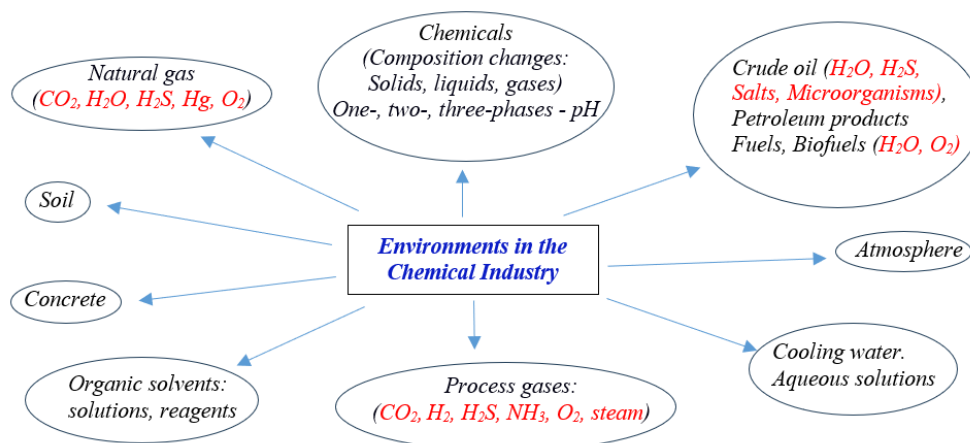 Chemicals
(Composition changes:
Solids, liquids, gases)
One-, two-, three-phases - pH
Natural gas
(CO₂, H₂O, H₂S, Hg, O₂)
Crude oil (H₂O, H₂S,
Salts, Microorganisms),
Petroleum products
Fuels, Biofuels (H₂O, O₂)
Soil
Environments in the
Chemical Industry
Atmosphere
Concrete
Organic solvents:
solutions, reagents
Process gases:
(CO₂, H₂, H₂S, NH₃, O₂, steam)
Cooling water.
Aqueous solutions